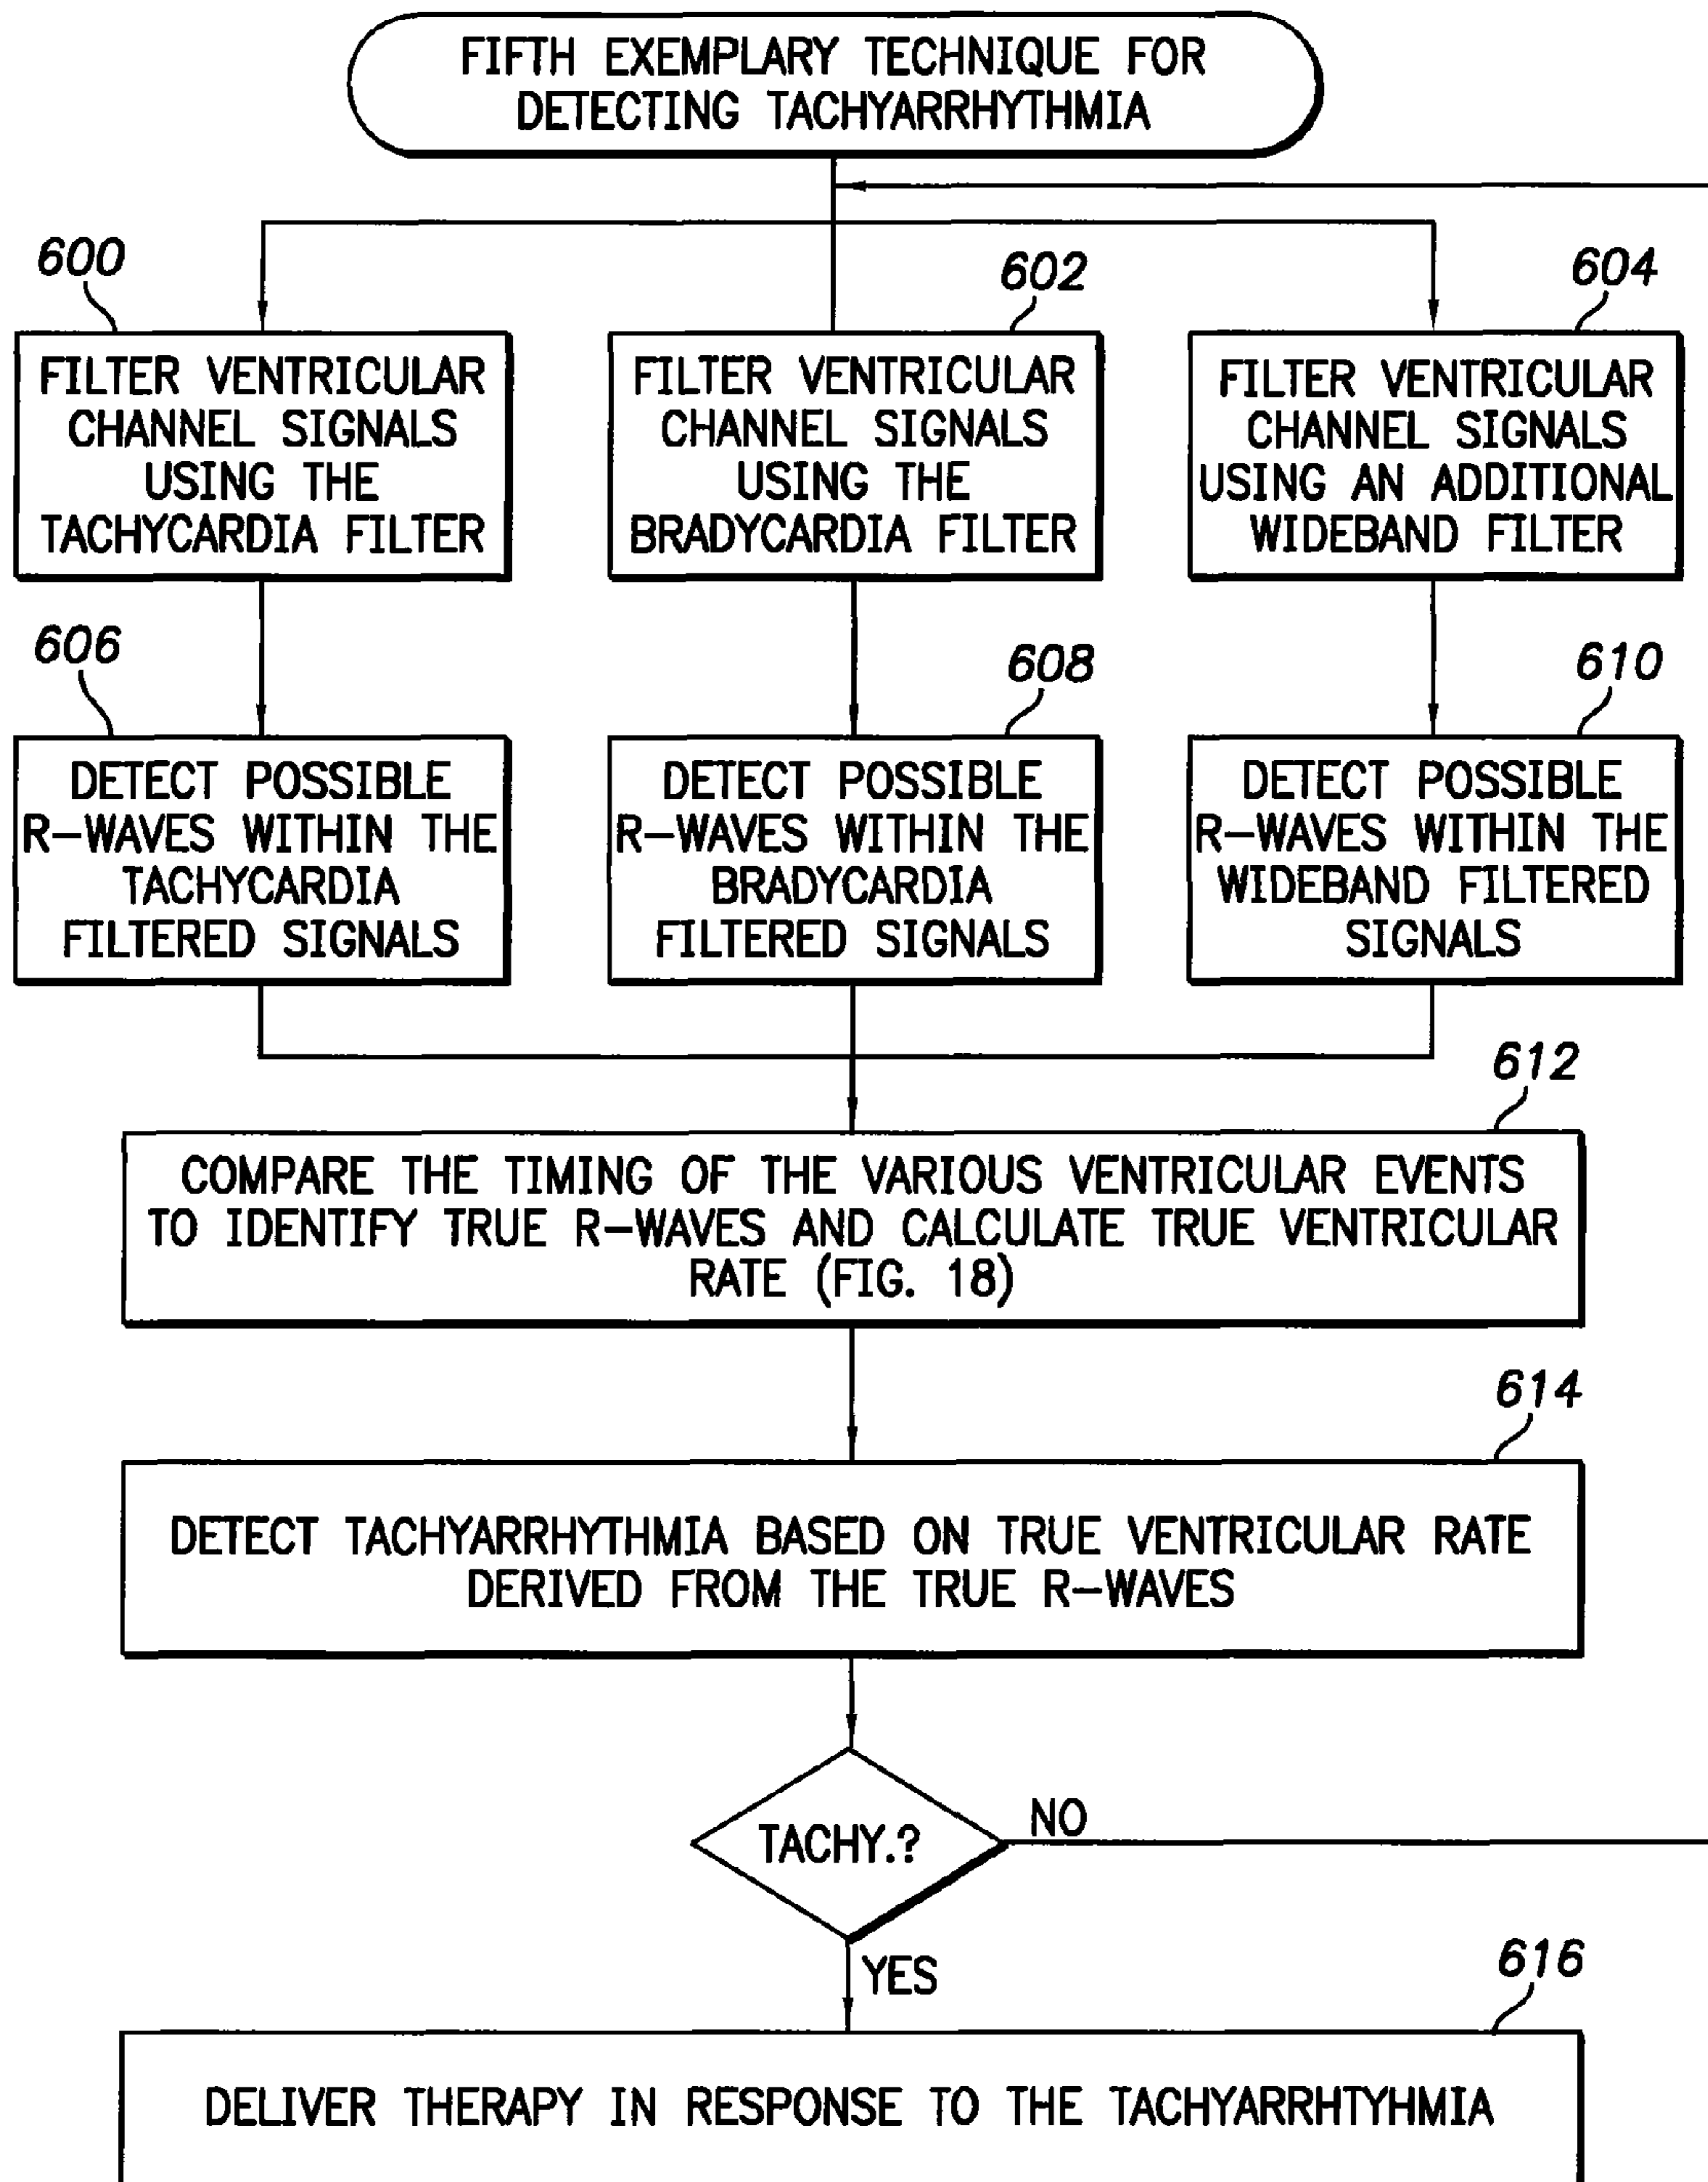 FIFTH EXEMPLARY TECHNIQUE FOR
DETECTING TACHYARRHYTHMIA
600
602
604
FILTER VENTRICULAR
CHANNEL SIGNALS
USING THE
TACHYCARDIA FILTER
FILTER VENTRICULAR
CHANNEL SIGNALS
USING THE
BRADYCARDIA FILTER
FILTER VENTRICULAR
CHANNEL SIGNALS
USING AN ADDITIONAL
WIDEBAND FILTER
606
608
610
DETECT POSSIBLE
R-WAVES WITHIN THE
TACHYCARDIA
FILTERED SIGNALS
DETECT POSSIBLE
R-WAVES WITHIN THE
BRADYCARDIA
FILTERED SIGNALS
DETECT POSSIBLE
R-WAVES WITHIN THE
WIDEBAND FILTERED
SIGNALS
612
COMPARE THE TIMING OF THE VARIOUS VENTRICULAR EVENTS
TO IDENTIFY TRUE R-WAVES AND CALCULATE TRUE VENTRICULAR
RATE (FIG. 18)
614
DETECT TACHYARRHYTHMIA BASED ON TRUE VENTRICULAR RATE
DERIVED FROM THE TRUE R-WAVES
TACHY.?
NO
YES
616
DELIVER THERAPY IN RESPONSE TO THE TACHYARRHTYHMIA